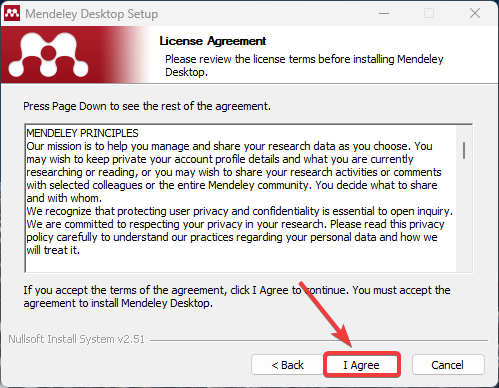 Mendeley Desktop Setup
License Agreement
Please review the license terms before installing Mendeley
Desktop.
Press Page Down to see the rest of the agreement.
MENDELEY PRINCIPLES
Our mission is to help you manage and share your research data as you choose. You
may wish to keep private your account profile details and what you are currently
researching or reading, or you may wish to share your research activities or comments
with selected colleagues or the entire Mendeley community. You decide what to share
and with whom.
We recognize that protecting user privacy and confidentiality is essential to open inquiry.
We are committed to respecting your privacy in your research. Please read this privacy
policy carefully to understand our practices regarding your personal data and how we
will treat it.
If you accept the terms of the agreement, click I Agree to continue. You must accept the
agreement to install Mendeley Desktop.
Nullsoft Install System v2.51
< Back I Agree Cancel